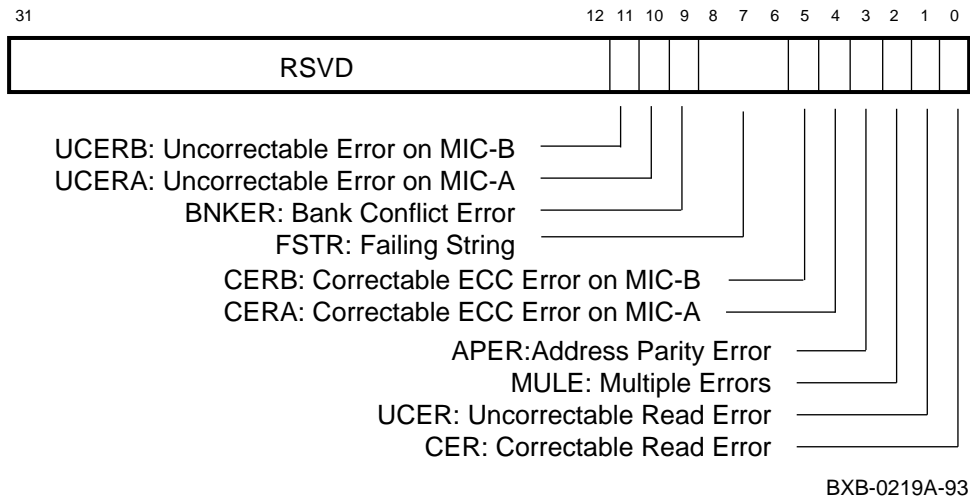 31 12 11 10 9 8 7 6 5 4 3 2 1 0
RSVD
UCERB: Uncorrectable Error on MIC-B
UCERA: Uncorrectable Error on MIC-A
BNKER: Bank Conflict Error
FSTR: Failing String
CERB: Correctable ECC Error on MIC-B
CERA: Correctable ECC Error on MIC-A
APER:Address Parity Error
MULE: Multiple Errors
UCER: Uncorrectable Read Error
CER: Correctable Read Error
BXB-0219A-93